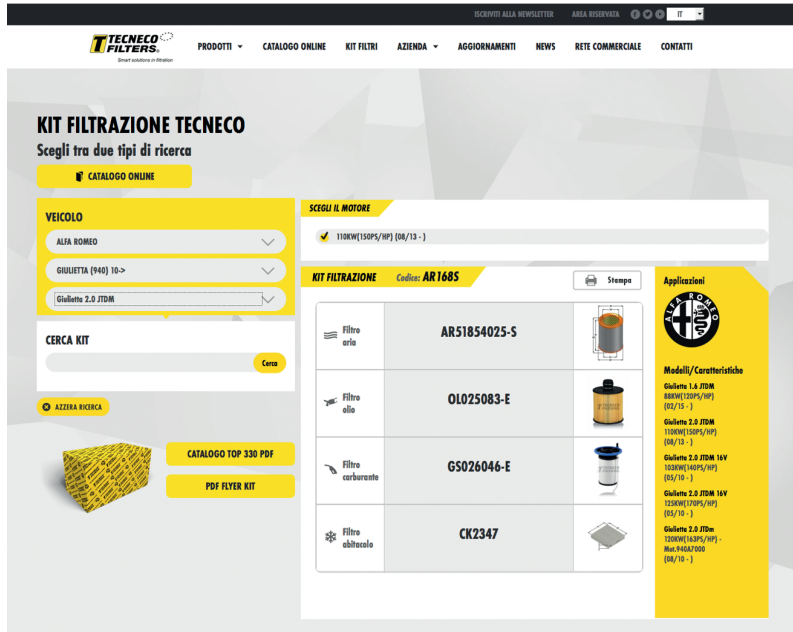 ISCRIVITI ALLA NEWSLETTER AREA RISERVATA IT
TECNECO
FILTERS®
Smart solutions in filtration
PRODOTTI CATALOGO ONLINE KIT FILTRI AZIENDA AGGIORNAMENTI NEWS RETE COMMERCIALE CONTATTI
KIT FILTRAZIONE TECNECO
Scegli tra due tipi di ricerca
CATALOGO ONLINE
VEICOLO
ALFA ROMEO
GIULIETTA (940) 10->
Giulietta 2.0 JTDM
CERCA KIT
Cerca
AZZERA RICERCA
CATALOGO TOP 330 PDF
PDF FLYER KIT
SCEGLI IL MOTORE
110KW(150PS/HP) (08/13 - )
KIT FILTRAZIONE Codice: AR168S
Stampa
Filtro
aria
AR51854025-S
Filtro
olio
OL025083-E
Filtro
carburante
GS026046-E
Filtro
abitacolo
CK2347
Applicazioni
ALFA ROMEO
Modelli/Caratteristiche
Giulietta 1.6 JTDM
88KW(120PS/HP)
(02/15 - )
Giulietta 2.0 JTDM
110KW(150PS/HP)
(08/13 - )
Giulietta 2.0 JTDM 16V
103KW(140PS/HP)
(05/10 - )
Giulietta 2.0 JTDM 16V
125KW(170PS/HP)
(05/10 - )
Giulietta 2.0 JTDm
120KW(163PS/HP) -
Mot.940A7000
(08/10 - )